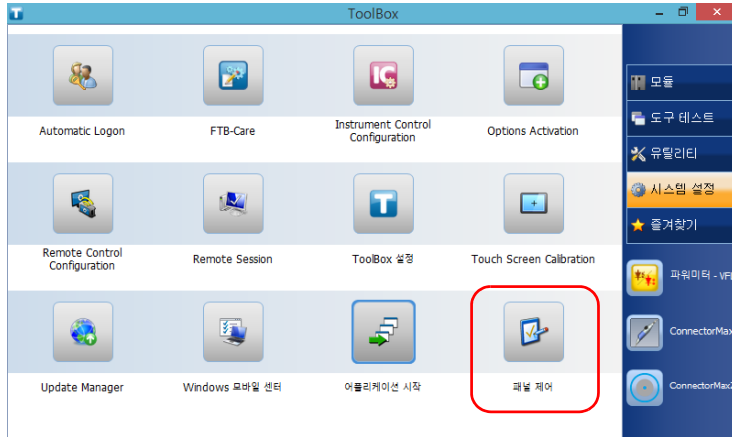 ToolBox
Automatic Logon
FTB-Care
Instrument Control
Configuration
Options Activation
Remote Control
Configuration
Remote Session
ToolBox 설정
Touch Screen Calibration
Update Manager
Windows 모바일 센터
어플리케이션 시작
패널 제어
모듈
도구 테스트
유틸리티
시스템 설정
즐겨찾기
파워미터 - VFL
ConnectorMax
ConnectorMax2